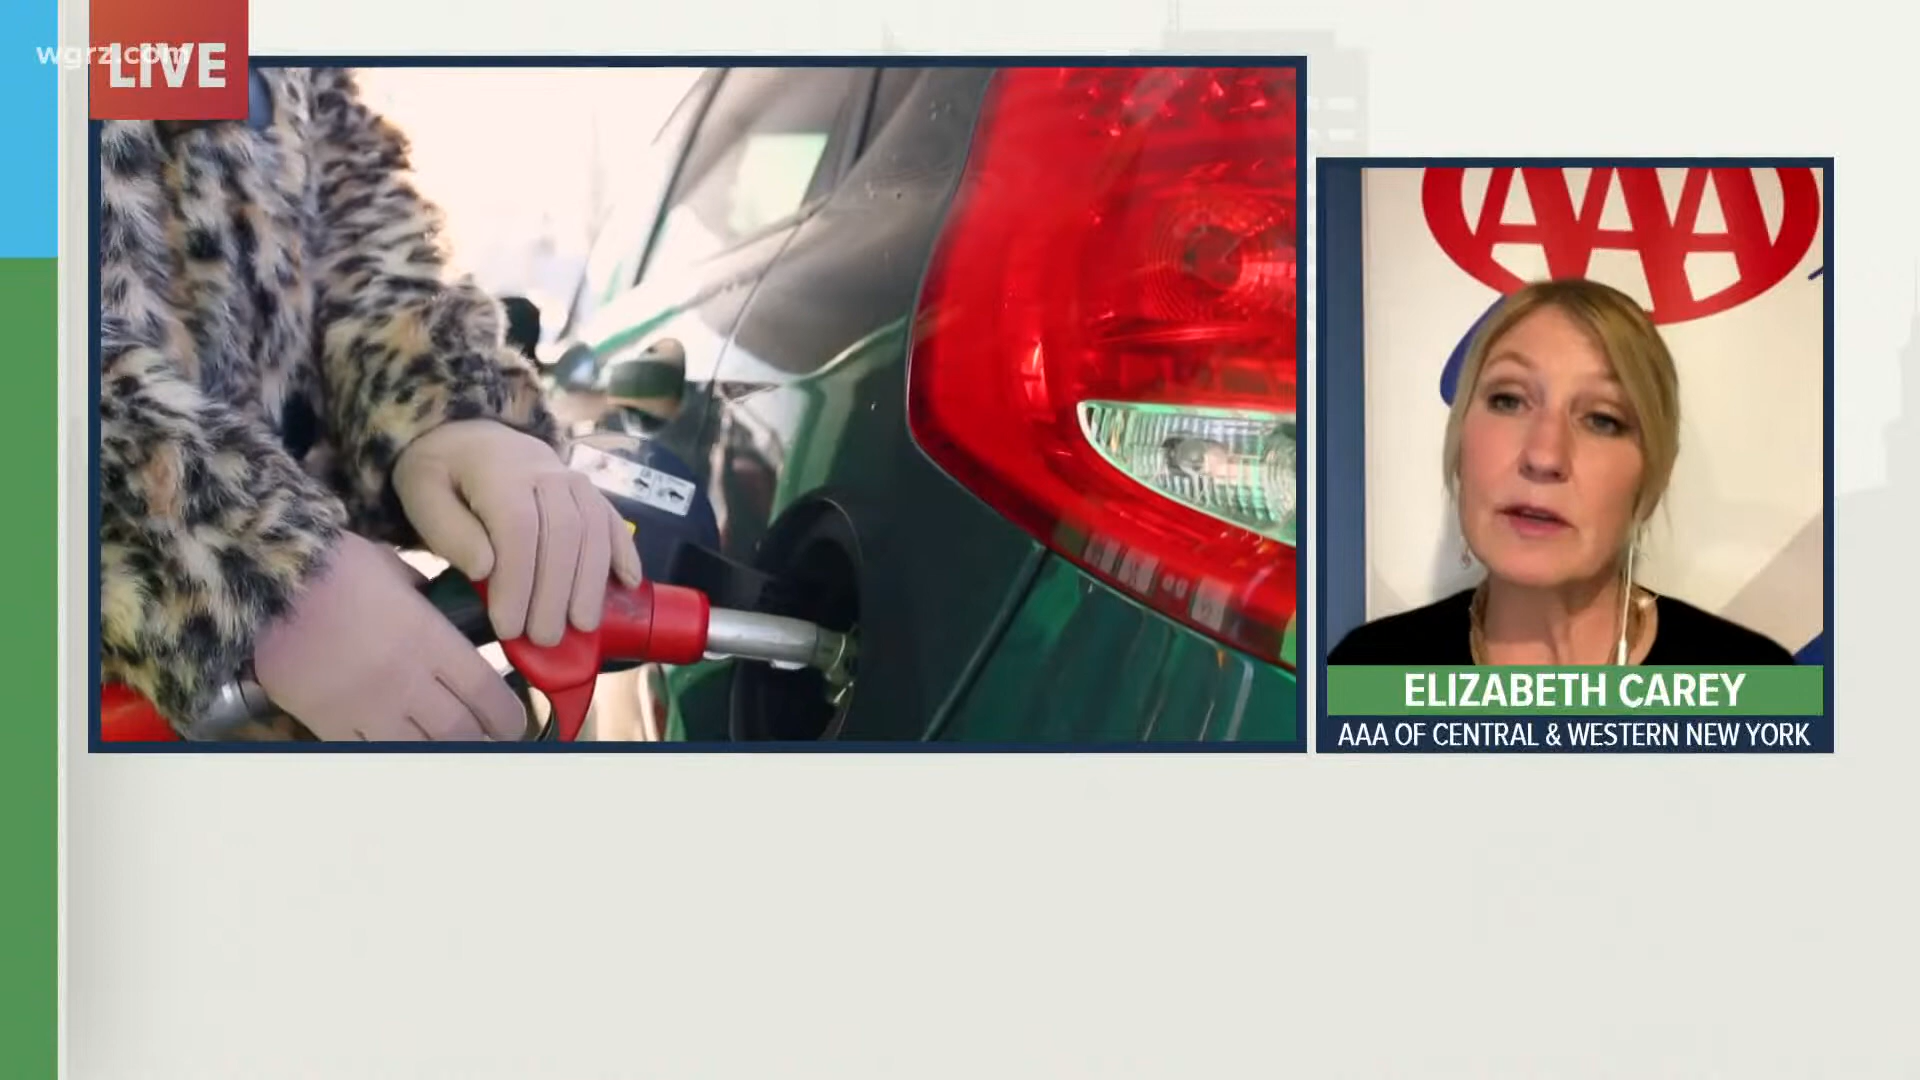 wgrz.com
LIVE
AAA
ELIZABETH CAREY
AAA OF CENTRAL & WESTERN NEW YORK